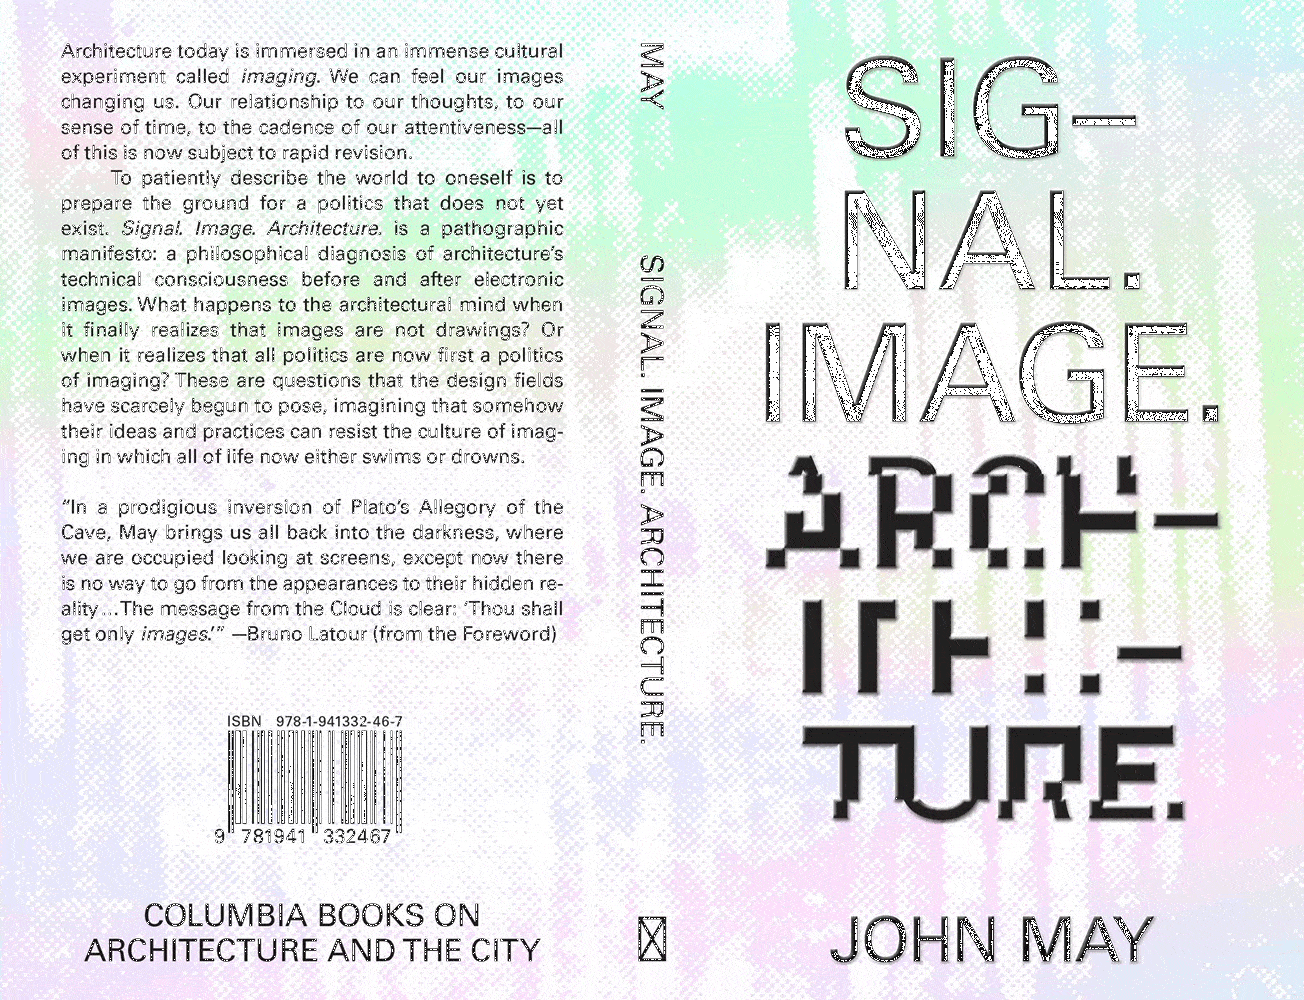 Architecture today is immersed in an immense cultural
experiment called imaging. We can feel our images
changing us. Our relationship to our thoughts, to our
sense of time, to the cadence of our attentiveness—all
of this is now subject to rapid revision.
To patiently describe the world to oneself is to
prepare the ground for a politics that does not yet
exist. Signal. Image. Architecture. is a pathographic
manifesto: a philosophical diagnosis of architecture's
technical consciousness before and after electronic
images. What happens to the architectural mind when
it finally realizes that images are not drawings? Or
when it realizes that all politics are now first a politics
of imaging? These are questions that the design fields
have scarcely begun to pose, imagining that somehow
their ideas and practices can resist the culture of imag-
ing in which all of life now either swims or drowns.
“In a prodigious inversion of Plato's Allegory of the
Cave, May brings us all back into the darkness, where
we are occupied looking at screens, except now there
is no way to go from the appearances to their hidden re-
ality…The message from the Cloud is clear: ‘Thou shall
get only images.’” —Bruno Latour (from the Foreword)
ISBN 978-1-941332-46-7
9 781941 332467
COLUMBIA BOOKS ON
ARCHITECTURE AND THE CITY
MAY
SIGNAL. IMAGE. ARCHITECTURE.
SIG–
NAL.
IMAGE.
ARCH–
ITEC–
TURE.
JOHN MAY